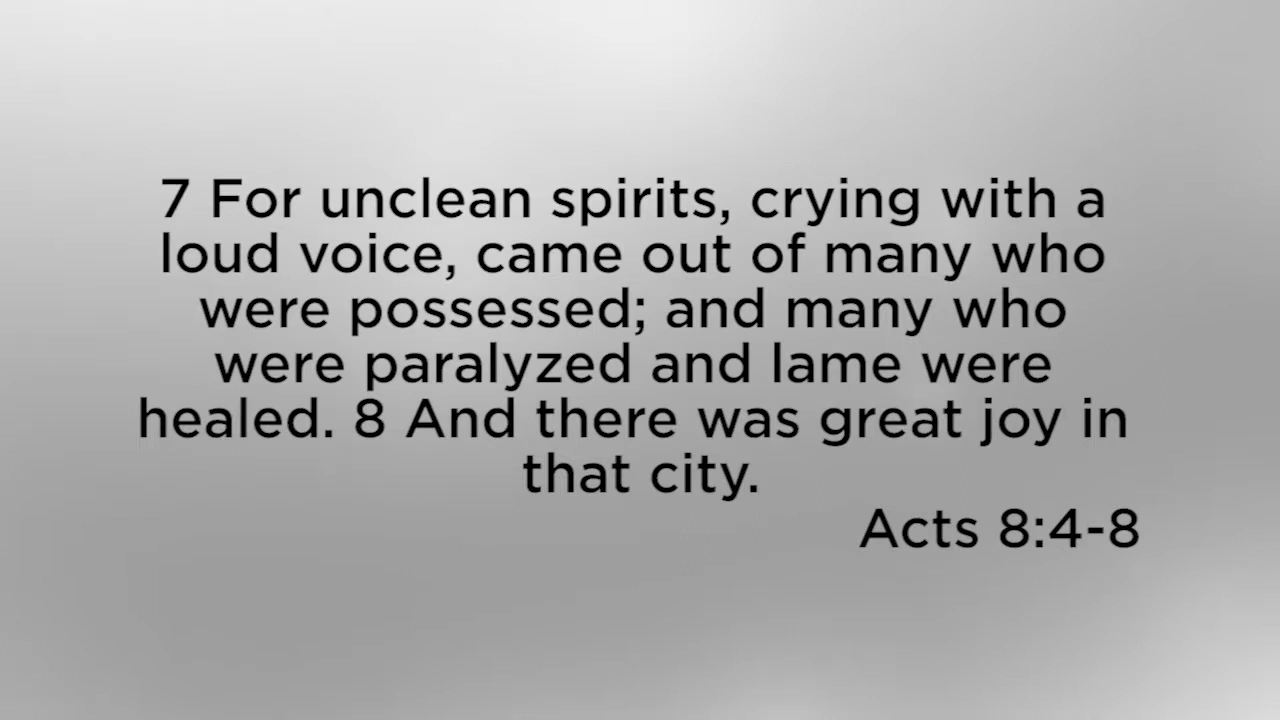 7 For unclean spirits, crying with a
loud voice, came out of many who
were possessed; and many who
were paralyzed and lame were
healed. 8 And there was great joy in
that city.
Acts 8:4-8